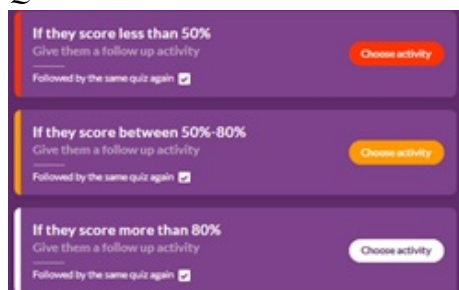 If they score less than 50%
Give them a follow up activity
Choose activity
Followed by the same quiz again
If they score between 50%-80%
Give them a follow up activity
Choose activity
Followed by the same quiz again
If they score more than 80%
Give them a follow up activity
Choose activity
Followed by the same quiz again